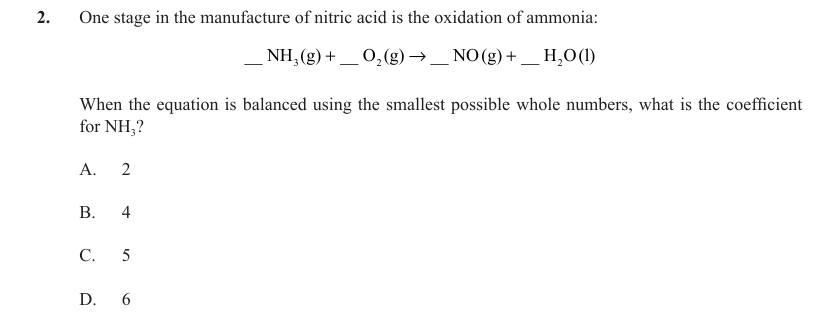 2. One stage in the manufacture of nitric acid is the oxidation of ammonia:
__ NH₃(g) + __ O₂(g) → __ NO(g) + __ H₂O(l)
When the equation is balanced using the smallest possible whole numbers, what is the coefficient
for NH₃?
A. 2
B. 4
C. 5
D. 6